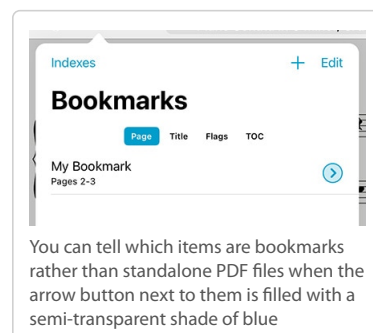 Indexes + Edit
Bookmarks
Page Title Flags TOC
My Bookmark
Pages 2-3
You can tell which items are bookmarks
rather than standalone PDF files when the
arrow button next to them is filled with a
semi-transparent shade of blue